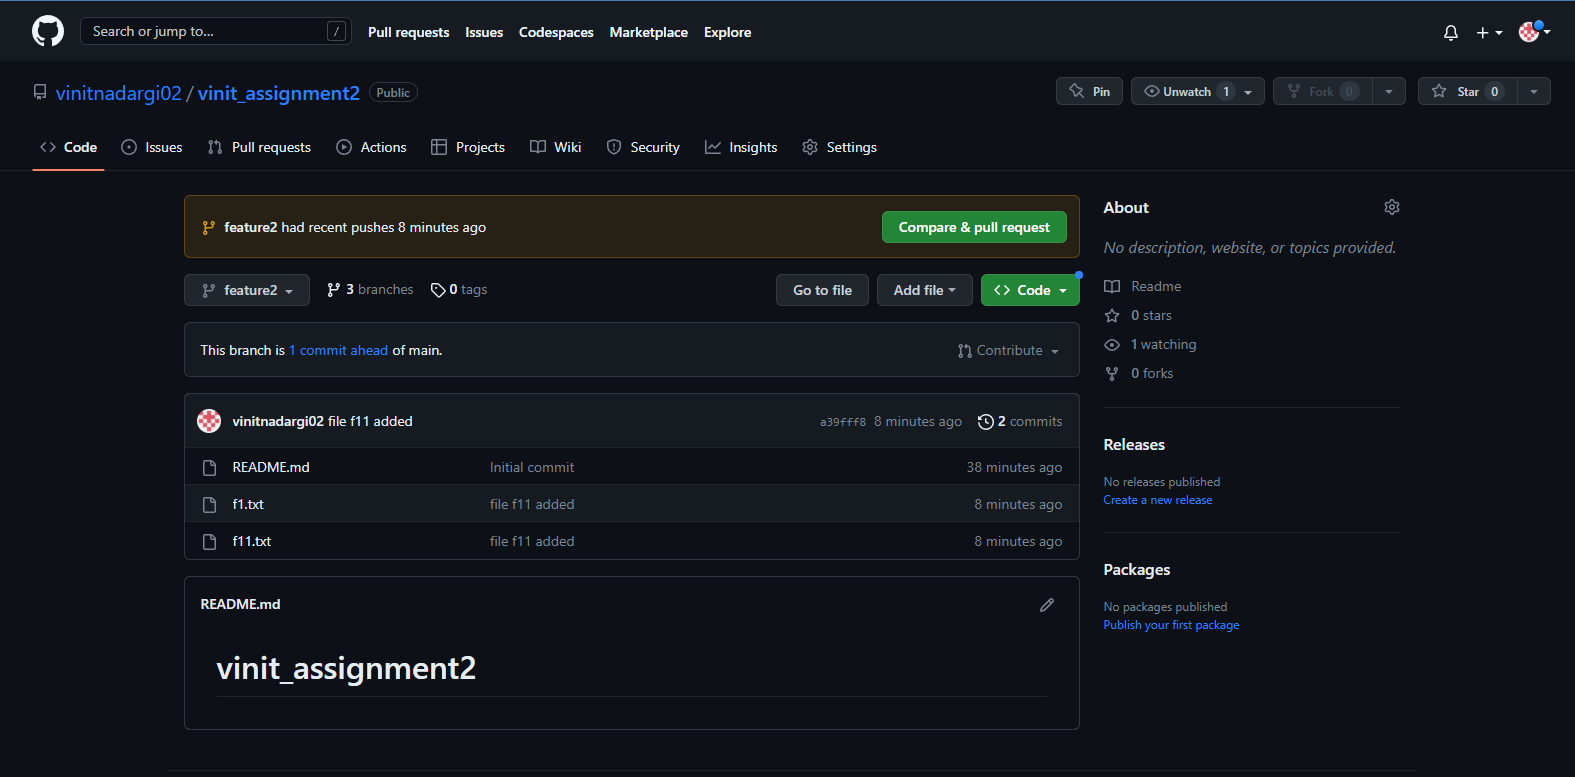 Search or jump to... /
Pull requests Issues Codespaces Marketplace Explore
vinitnadargi02 / vinit_assignment2 Public
Pin Unwatch 1 Fork 0 Star 0
Code Issues Pull requests Actions Projects Wiki Security Insights Settings
feature2 had recent pushes 8 minutes ago
Compare & pull request
feature2 3 branches 0 tags
Go to file Add file Code
This branch is 1 commit ahead of main.
Contribute
vinitnadargi02 file f11 added a39fff8 8 minutes ago 2 commits
README.md Initial commit 38 minutes ago
f1.txt file f11 added 8 minutes ago
f11.txt file f11 added 8 minutes ago
README.md
vinit_assignment2
About
No description, website, or topics provided.
Readme
0 stars
1 watching
0 forks
Releases
No releases published
Create a new release
Packages
No packages published
Publish your first package